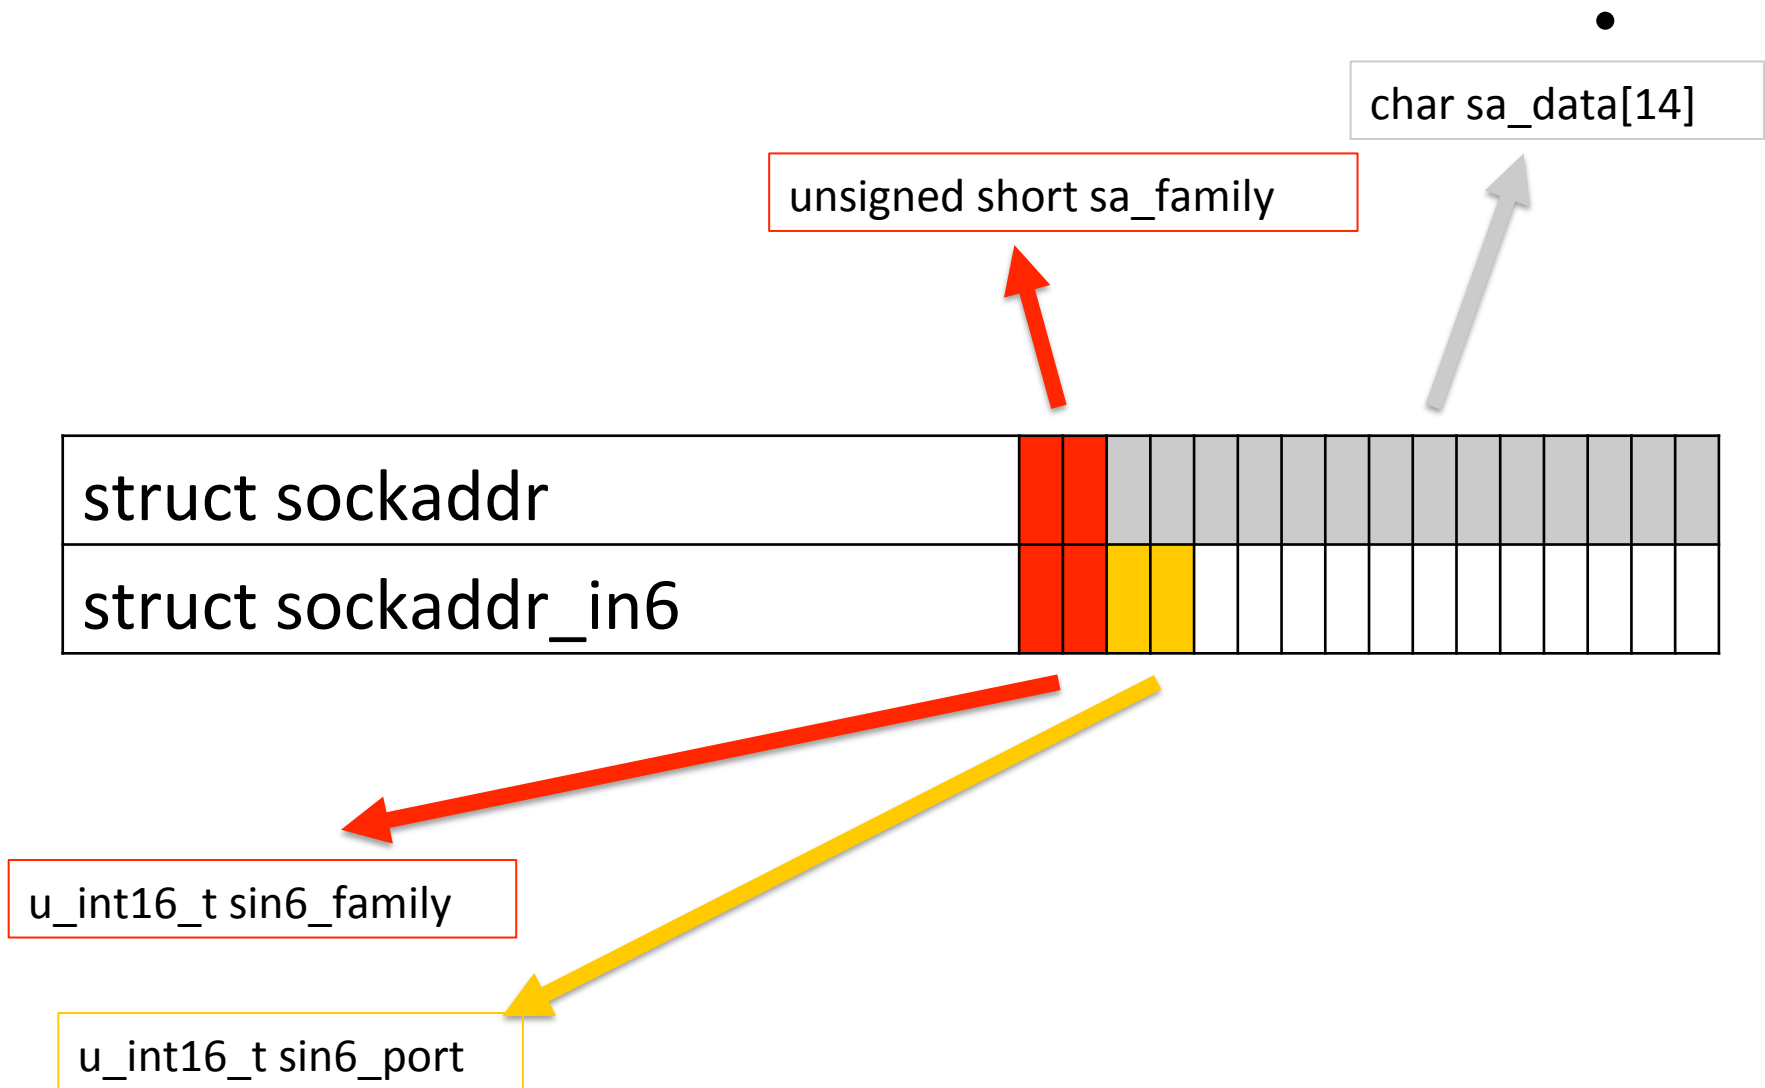 char sa_data[14]
unsigned short sa_family
struct sockaddr
struct sockaddr_in6
u_int16_t sin6_family
u_int16_t sin6_port